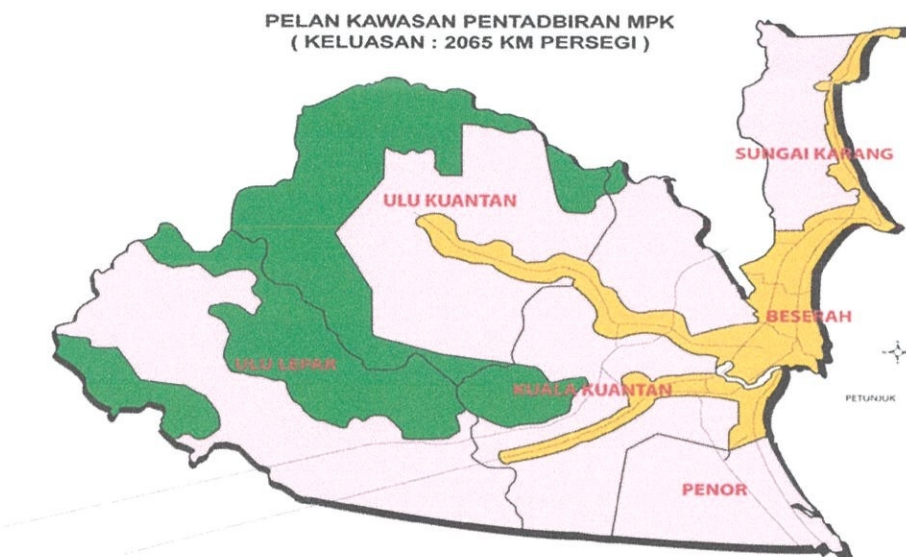 PELAN KAWASAN PENTADBIRAN MPK
( KELUASAN : 2065 KM PERSEGI )
SUNGAI KARANG
ULU KUANTAN
BESERAH
ULU LEPAR
KUALA KUANTAN
PETUNJUK
PENOR